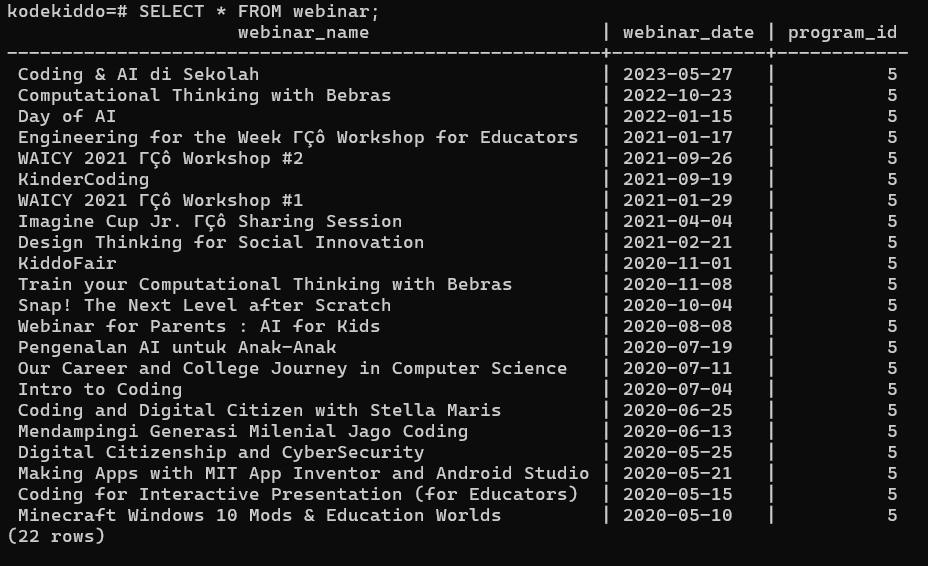 kodekiddo=# SELECT * FROM webinar;
                     webinar_name                      | webinar_date | program_id
-------------------------------------------------------+--------------+------------
 Coding & AI di Sekolah                                | 2023-05-27   |          5
 Computational Thinking with Bebras                    | 2022-10-23   |          5
 Day of AI                                             | 2022-01-15   |          5
 Engineering for the Week ΓÇô Workshop for Educators   | 2021-01-17   |          5
 WAICY 2021 ΓÇô Workshop #2                            | 2021-09-26   |          5
 KinderCoding                                          | 2021-09-19   |          5
 WAICY 2021 ΓÇô Workshop #1                            | 2021-01-29   |          5
 Imagine Cup Jr. ΓÇô Sharing Session                   | 2021-04-04   |          5
 Design Thinking for Social Innovation                 | 2021-02-21   |          5
 KiddoFair                                             | 2020-11-01   |          5
 Train your Computational Thinking with Bebras         | 2020-11-08   |          5
 Snap! The Next Level after Scratch                    | 2020-10-04   |          5
 Webinar for Parents : AI for Kids                     | 2020-08-08   |          5
 Pengenalan AI untuk Anak-Anak                         | 2020-07-19   |          5
 Our Career and College Journey in Computer Science    | 2020-07-11   |          5
 Intro to Coding                                       | 2020-07-04   |          5
 Coding and Digital Citizen with Stella Maris          | 2020-06-25   |          5
 Mendampingi Generasi Milenial Jago Coding             | 2020-06-13   |          5
 Digital Citizenship and CyberSecurity                 | 2020-05-25   |          5
 Making Apps with MIT App Inventor and Android Studio  | 2020-05-21   |          5
 Coding for Interactive Presentation (for Educators)   | 2020-05-15   |          5
 Minecraft Windows 10 Mods & Education Worlds          | 2020-05-10   |          5
(22 rows)